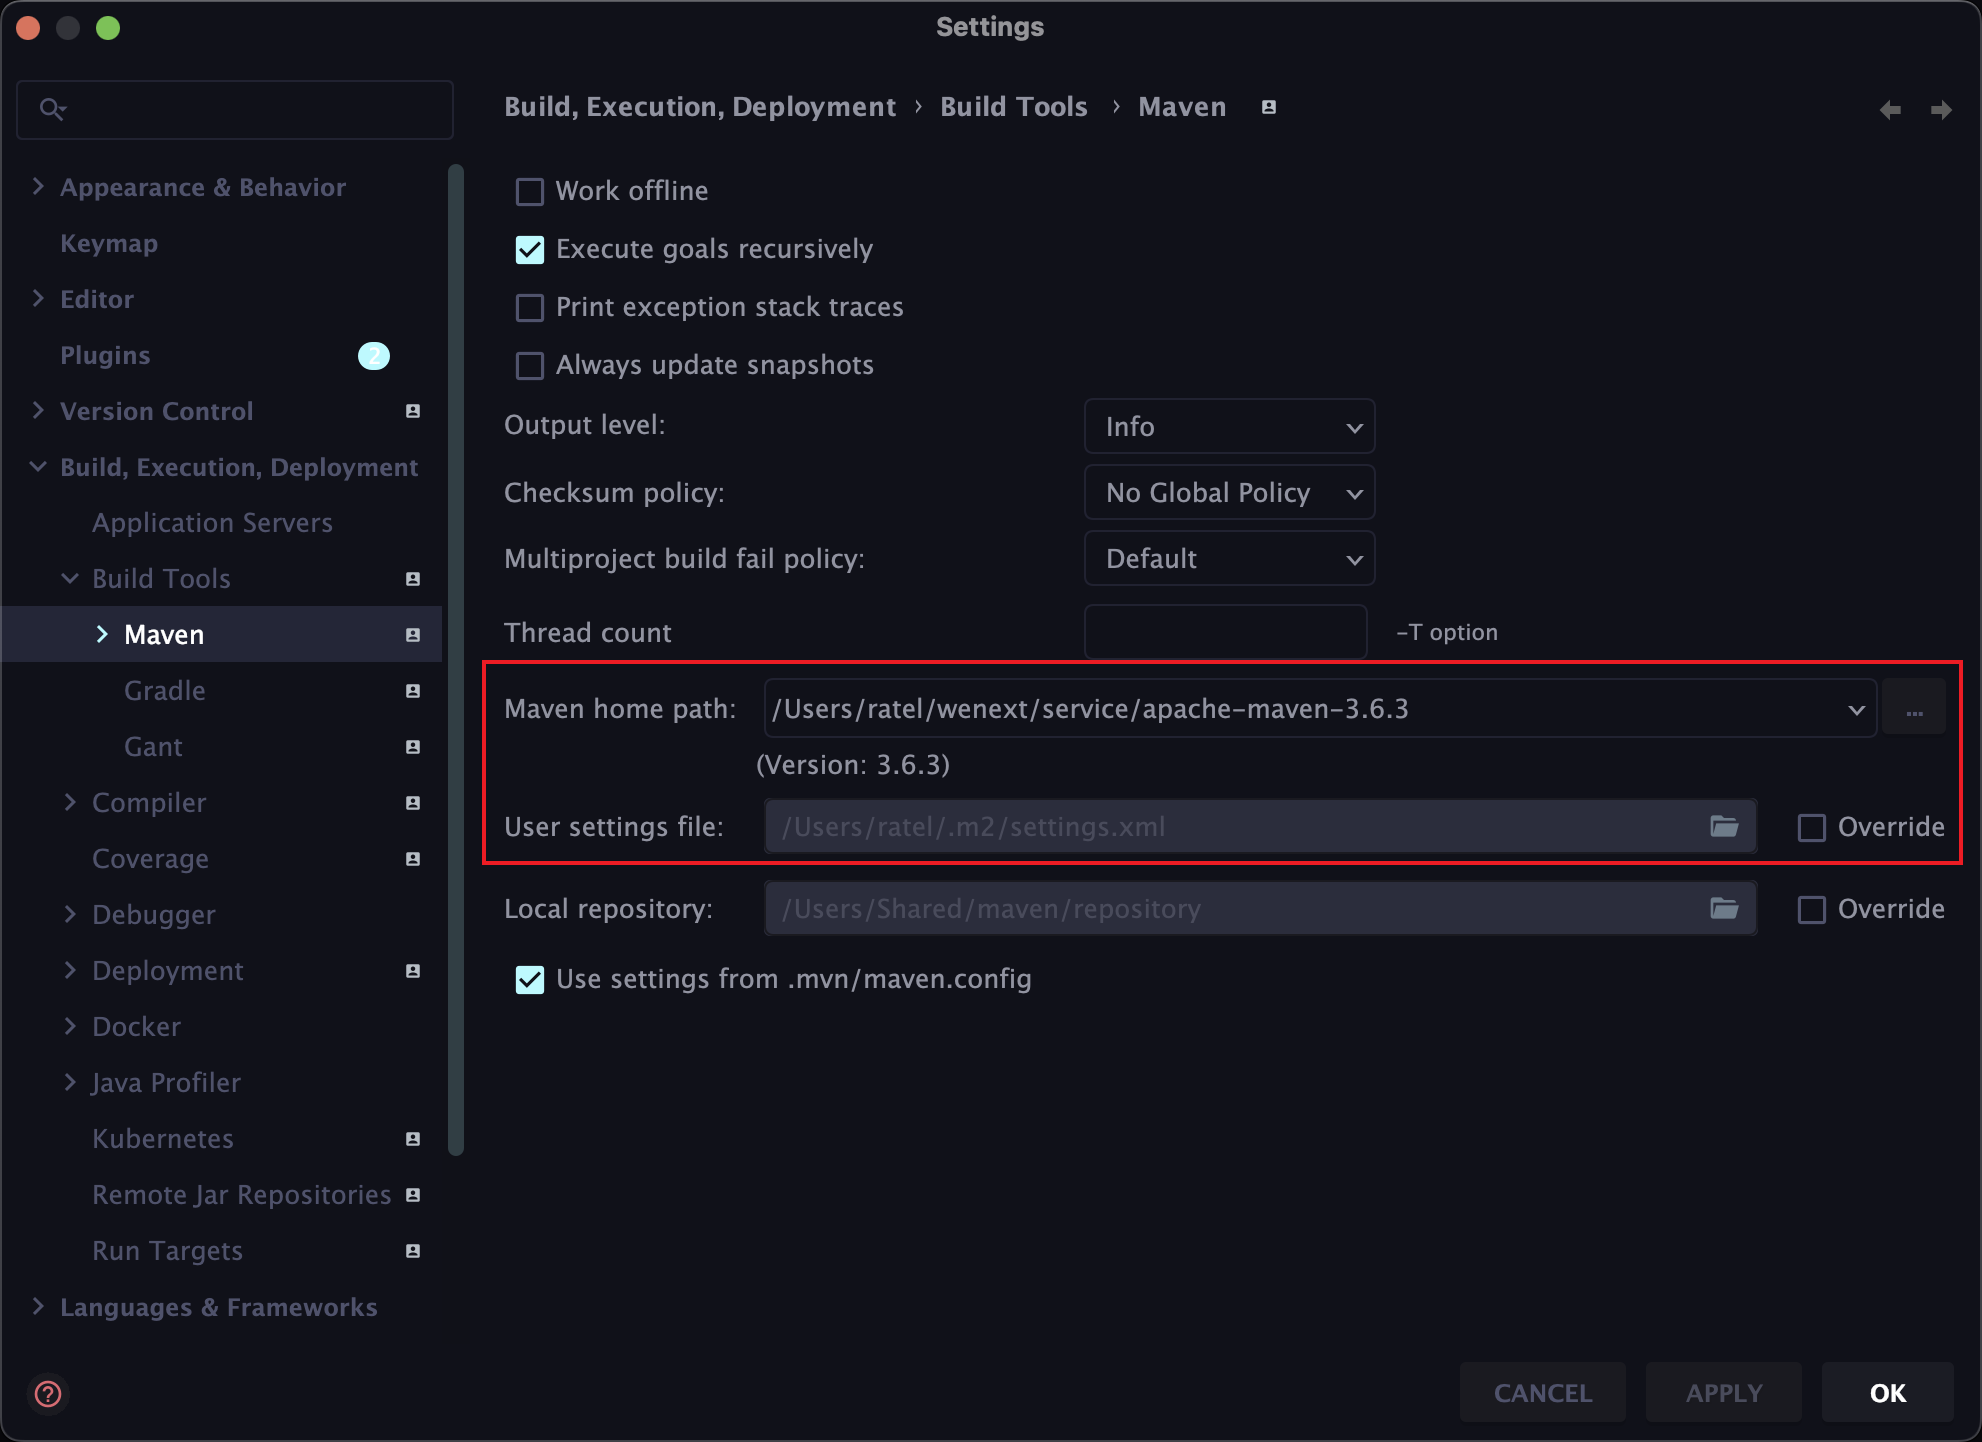 Settings
Build, Execution, Deployment › Build Tools › Maven
Appearance & Behavior
Keymap
Editor
Plugins 2
Version Control
Build, Execution, Deployment
Application Servers
Build Tools
Maven
Gradle
Gant
Compiler
Coverage
Debugger
Deployment
Docker
Java Profiler
Kubernetes
Remote Jar Repositories
Run Targets
Languages & Frameworks
Work offline
Execute goals recursively
Print exception stack traces
Always update snapshots
Output level: Info
Checksum policy: No Global Policy
Multiproject build fail policy: Default
Thread count -T option
Maven home path: /Users/ratel/wenext/service/apache-maven-3.6.3 ...
(Version: 3.6.3)
User settings file: /Users/ratel/.m2/settings.xml Override
Local repository: /Users/Shared/maven/repository Override
Use settings from .mvn/maven.config
? CANCEL APPLY OK